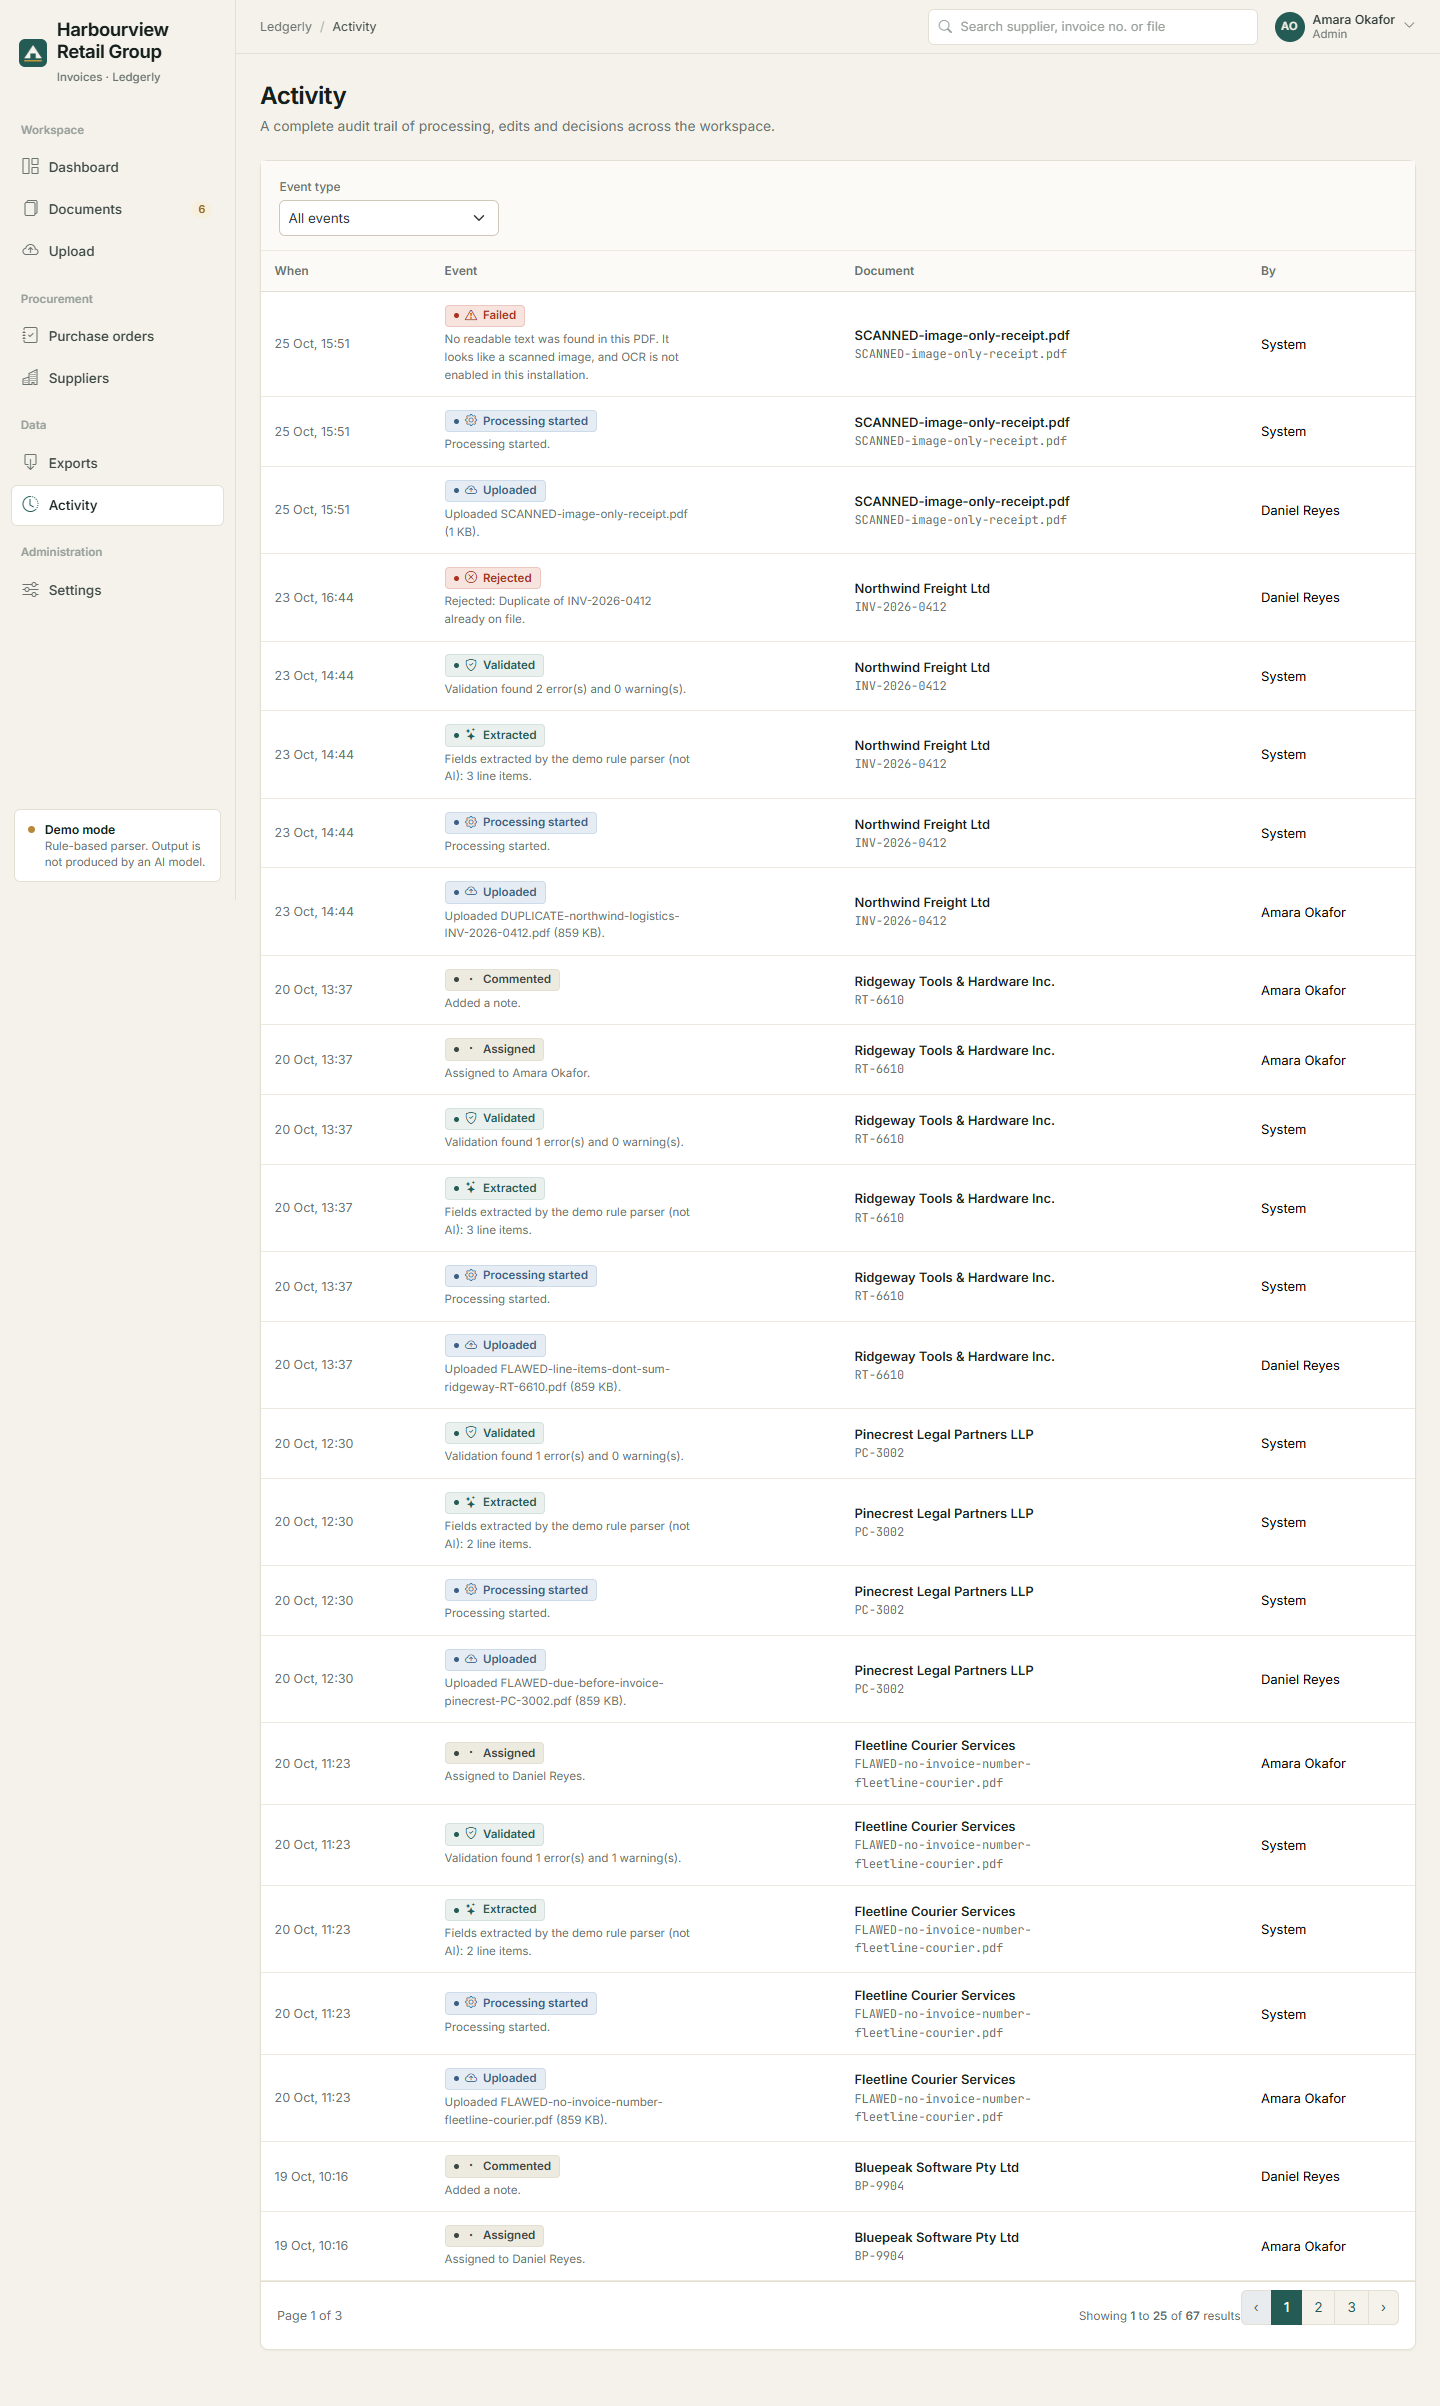 Harbourview
Retail Group
Invoices · Ledgerly
Workspace
Dashboard
Documents 6
Upload
Procurement
Purchase orders
Suppliers
Data
Exports
Activity
Administration
Settings
Demo mode
Rule-based parser. Output is
not produced by an AI model.
Ledgerly / Activity
Search supplier, invoice no. or file
AO
Amara Okafor
Admin
Activity
A complete audit trail of processing, edits and decisions across the workspace.
Event type
All events
When Event Document By
25 Oct, 15:51
Failed
No readable text was found in this PDF. It
looks like a scanned image, and OCR is not
enabled in this installation.
SCANNED-image-only-receipt.pdf
SCANNED-image-only-receipt.pdf
System
25 Oct, 15:51
Processing started
Processing started.
SCANNED-image-only-receipt.pdf
SCANNED-image-only-receipt.pdf
System
25 Oct, 15:51
Uploaded
Uploaded SCANNED-image-only-receipt.pdf
(1 KB).
SCANNED-image-only-receipt.pdf
SCANNED-image-only-receipt.pdf
Daniel Reyes
23 Oct, 16:44
Rejected
Rejected: Duplicate of INV-2026-0412
already on file.
Northwind Freight Ltd
INV-2026-0412
Daniel Reyes
23 Oct, 14:44
Validated
Validation found 2 error(s) and 0 warning(s).
Northwind Freight Ltd
INV-2026-0412
System
23 Oct, 14:44
Extracted
Fields extracted by the demo rule parser (not
AI): 3 line items.
Northwind Freight Ltd
INV-2026-0412
System
23 Oct, 14:44
Processing started
Processing started.
Northwind Freight Ltd
INV-2026-0412
System
23 Oct, 14:44
Uploaded
Uploaded DUPLICATE-northwind-logistics-
INV-2026-0412.pdf (859 KB).
Northwind Freight Ltd
INV-2026-0412
Amara Okafor
20 Oct, 13:37
Commented
Added a note.
Ridgeway Tools & Hardware Inc.
RT-6610
Amara Okafor
20 Oct, 13:37
Assigned
Assigned to Amara Okafor.
Ridgeway Tools & Hardware Inc.
RT-6610
Amara Okafor
20 Oct, 13:37
Validated
Validation found 1 error(s) and 0 warning(s).
Ridgeway Tools & Hardware Inc.
RT-6610
System
20 Oct, 13:37
Extracted
Fields extracted by the demo rule parser (not
AI): 3 line items.
Ridgeway Tools & Hardware Inc.
RT-6610
System
20 Oct, 13:37
Processing started
Processing started.
Ridgeway Tools & Hardware Inc.
RT-6610
System
20 Oct, 13:37
Uploaded
Uploaded FLAWED-line-items-dont-sum-
ridgeway-RT-6610.pdf (859 KB).
Ridgeway Tools & Hardware Inc.
RT-6610
Daniel Reyes
20 Oct, 12:30
Validated
Validation found 1 error(s) and 0 warning(s).
Pinecrest Legal Partners LLP
PC-3002
System
20 Oct, 12:30
Extracted
Fields extracted by the demo rule parser (not
AI): 2 line items.
Pinecrest Legal Partners LLP
PC-3002
System
20 Oct, 12:30
Processing started
Processing started.
Pinecrest Legal Partners LLP
PC-3002
System
20 Oct, 12:30
Uploaded
Uploaded FLAWED-due-before-invoice-
pinecrest-PC-3002.pdf (859 KB).
Pinecrest Legal Partners LLP
PC-3002
Daniel Reyes
20 Oct, 11:23
Assigned
Assigned to Daniel Reyes.
Fleetline Courier Services
FLAWED-no-invoice-number-
fleetline-courier.pdf
Amara Okafor
20 Oct, 11:23
Validated
Validation found 1 error(s) and 1 warning(s).
Fleetline Courier Services
FLAWED-no-invoice-number-
fleetline-courier.pdf
System
20 Oct, 11:23
Extracted
Fields extracted by the demo rule parser (not
AI): 2 line items.
Fleetline Courier Services
FLAWED-no-invoice-number-
fleetline-courier.pdf
System
20 Oct, 11:23
Processing started
Processing started.
Fleetline Courier Services
FLAWED-no-invoice-number-
fleetline-courier.pdf
System
20 Oct, 11:23
Uploaded
Uploaded FLAWED-no-invoice-number-
fleetline-courier.pdf (859 KB).
Fleetline Courier Services
FLAWED-no-invoice-number-
fleetline-courier.pdf
Amara Okafor
19 Oct, 10:16
Commented
Added a note.
Bluepeak Software Pty Ltd
BP-9904
Daniel Reyes
19 Oct, 10:16
Assigned
Assigned to Daniel Reyes.
Bluepeak Software Pty Ltd
BP-9904
Amara Okafor
Page 1 of 3
Showing 1 to 25 of 67 results
‹ 1 2 3 ›